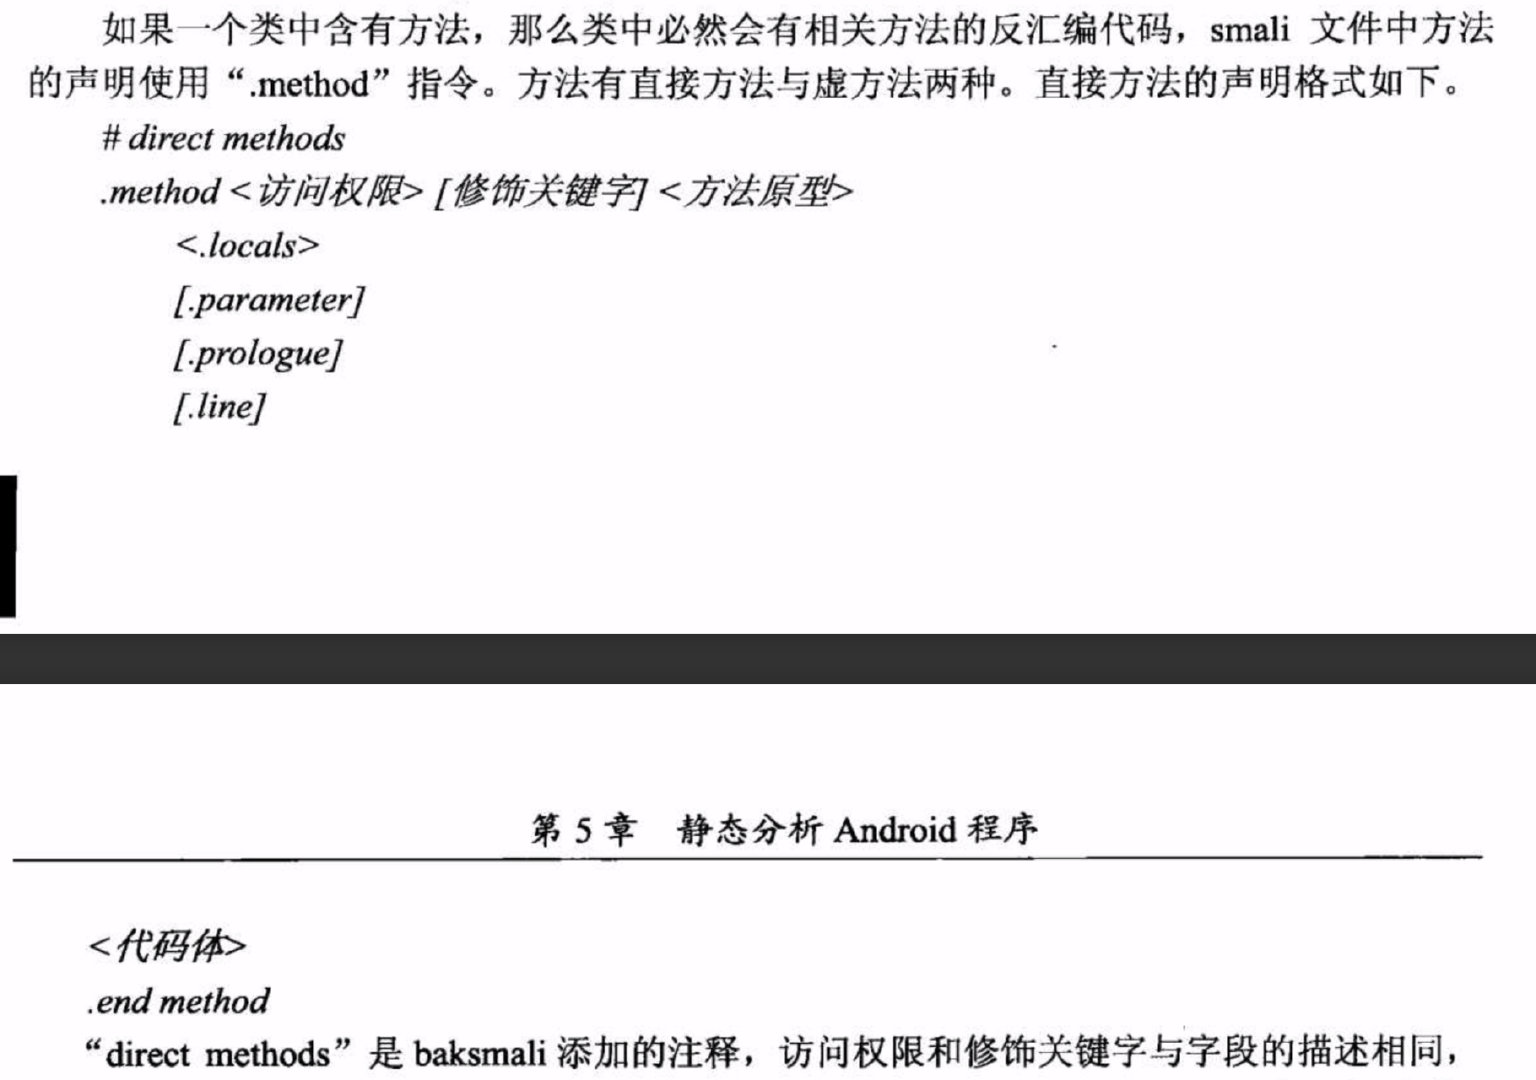 如果一个类中含有方法，那么类中必然会有相关方法的反汇编代码，smali 文件中方法
的声明使用“.method”指令。方法有直接方法与虚方法两种。直接方法的声明格式如下。
# direct methods
.method <访问权限> [修饰关键字] <方法原型>
<.locals>
[.parameter]
[.prologue]
[.line]
第 5 章 静态分析 Android 程序
<代码体>
.end method
“direct methods”是 baksmali 添加的注释，访问权限和修饰关键字与字段的描述相同，